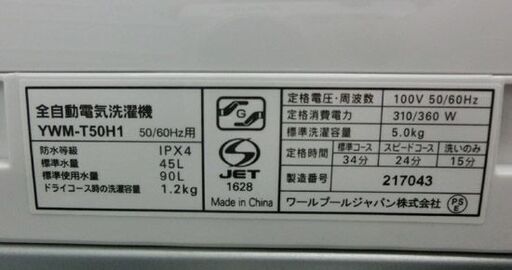 全自動電気洗濯機
YWM-T50H1 50/60Hz用
防水等級 IPX4
標準水量 45L
標準使用水量 90L
ドライコース時の洗濯容量 1.2kg
G
S
JET
1628
Made in China
定格電圧・周波数 100V 50/60Hz
定格消費電力 310/360 W
標準洗濯容量 5.0kg
定格時間 標準コース スピードコース 洗いのみ
34分 24分 15分
製造番号 217043
ワールプールジャパン株式会社 PS E